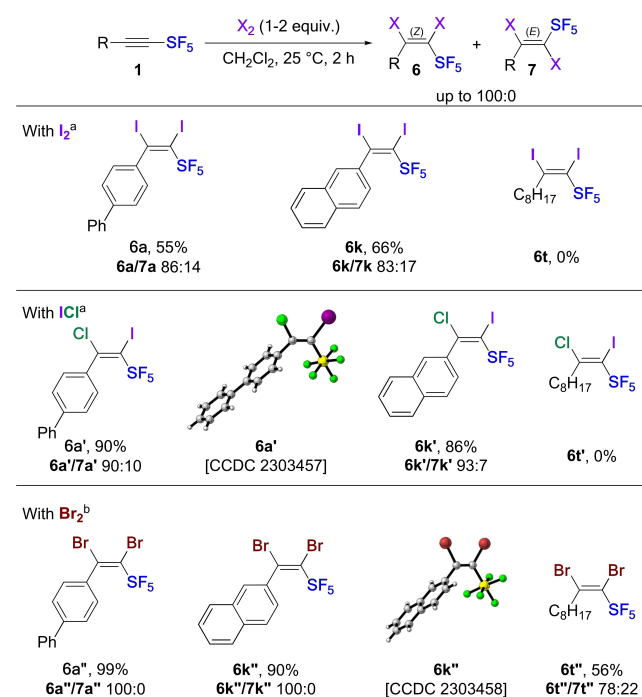 X2 (1-2 equiv.)
CH2Cl2, 25 °C, 2 h
R SF5
1
X (Z) X
R SF5
6
+
X (E) SF5
R X
7
up to 100:0
With I2a
I I
SF5
Ph
6a, 55%
6a/7a 86:14
I I
SF5
6k, 66%
6k/7k 83:17
I I
C8H17 SF5
6t, 0%
With ICla
Cl I
SF5
Ph
6a', 90%
6a'/7a' 90:10
6a'
[CCDC 2303457]
Cl I
SF5
6k', 86%
6k'/7k' 93:7
Cl I
C8H17 SF5
6t', 0%
With Br2b
Br Br
SF5
Ph
6a", 99%
6a"/7a" 100:0
Br Br
SF5
6k", 90%
6k"/7k" 100:0
6k"
[CCDC 2303458]
Br Br
C8H17 SF5
6t", 56%
6t"/7t" 78:22